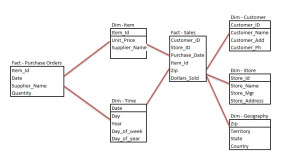 Fact - Purchase Orders
Item_Id
Date
Supplier_Name
Quantity
Dim -Item
Item_Id
Unit_Price
Supplier_Name
Dim - Time
Date
Day
Year
Day_of_week
Day_of_year
Fact - Sales
Customer_ID
Store_ID
Purchase_Date
Item_Id
Zip
Dollars_Sold
Dim - Customer
Customer_ID
Customer_Name
Customer_Add
Customer_Ph
Dim - Store
Store_Id
Store_Name
Store_Mgr
Store_Address
Dim - Geography
Zip
Territory
State
Country